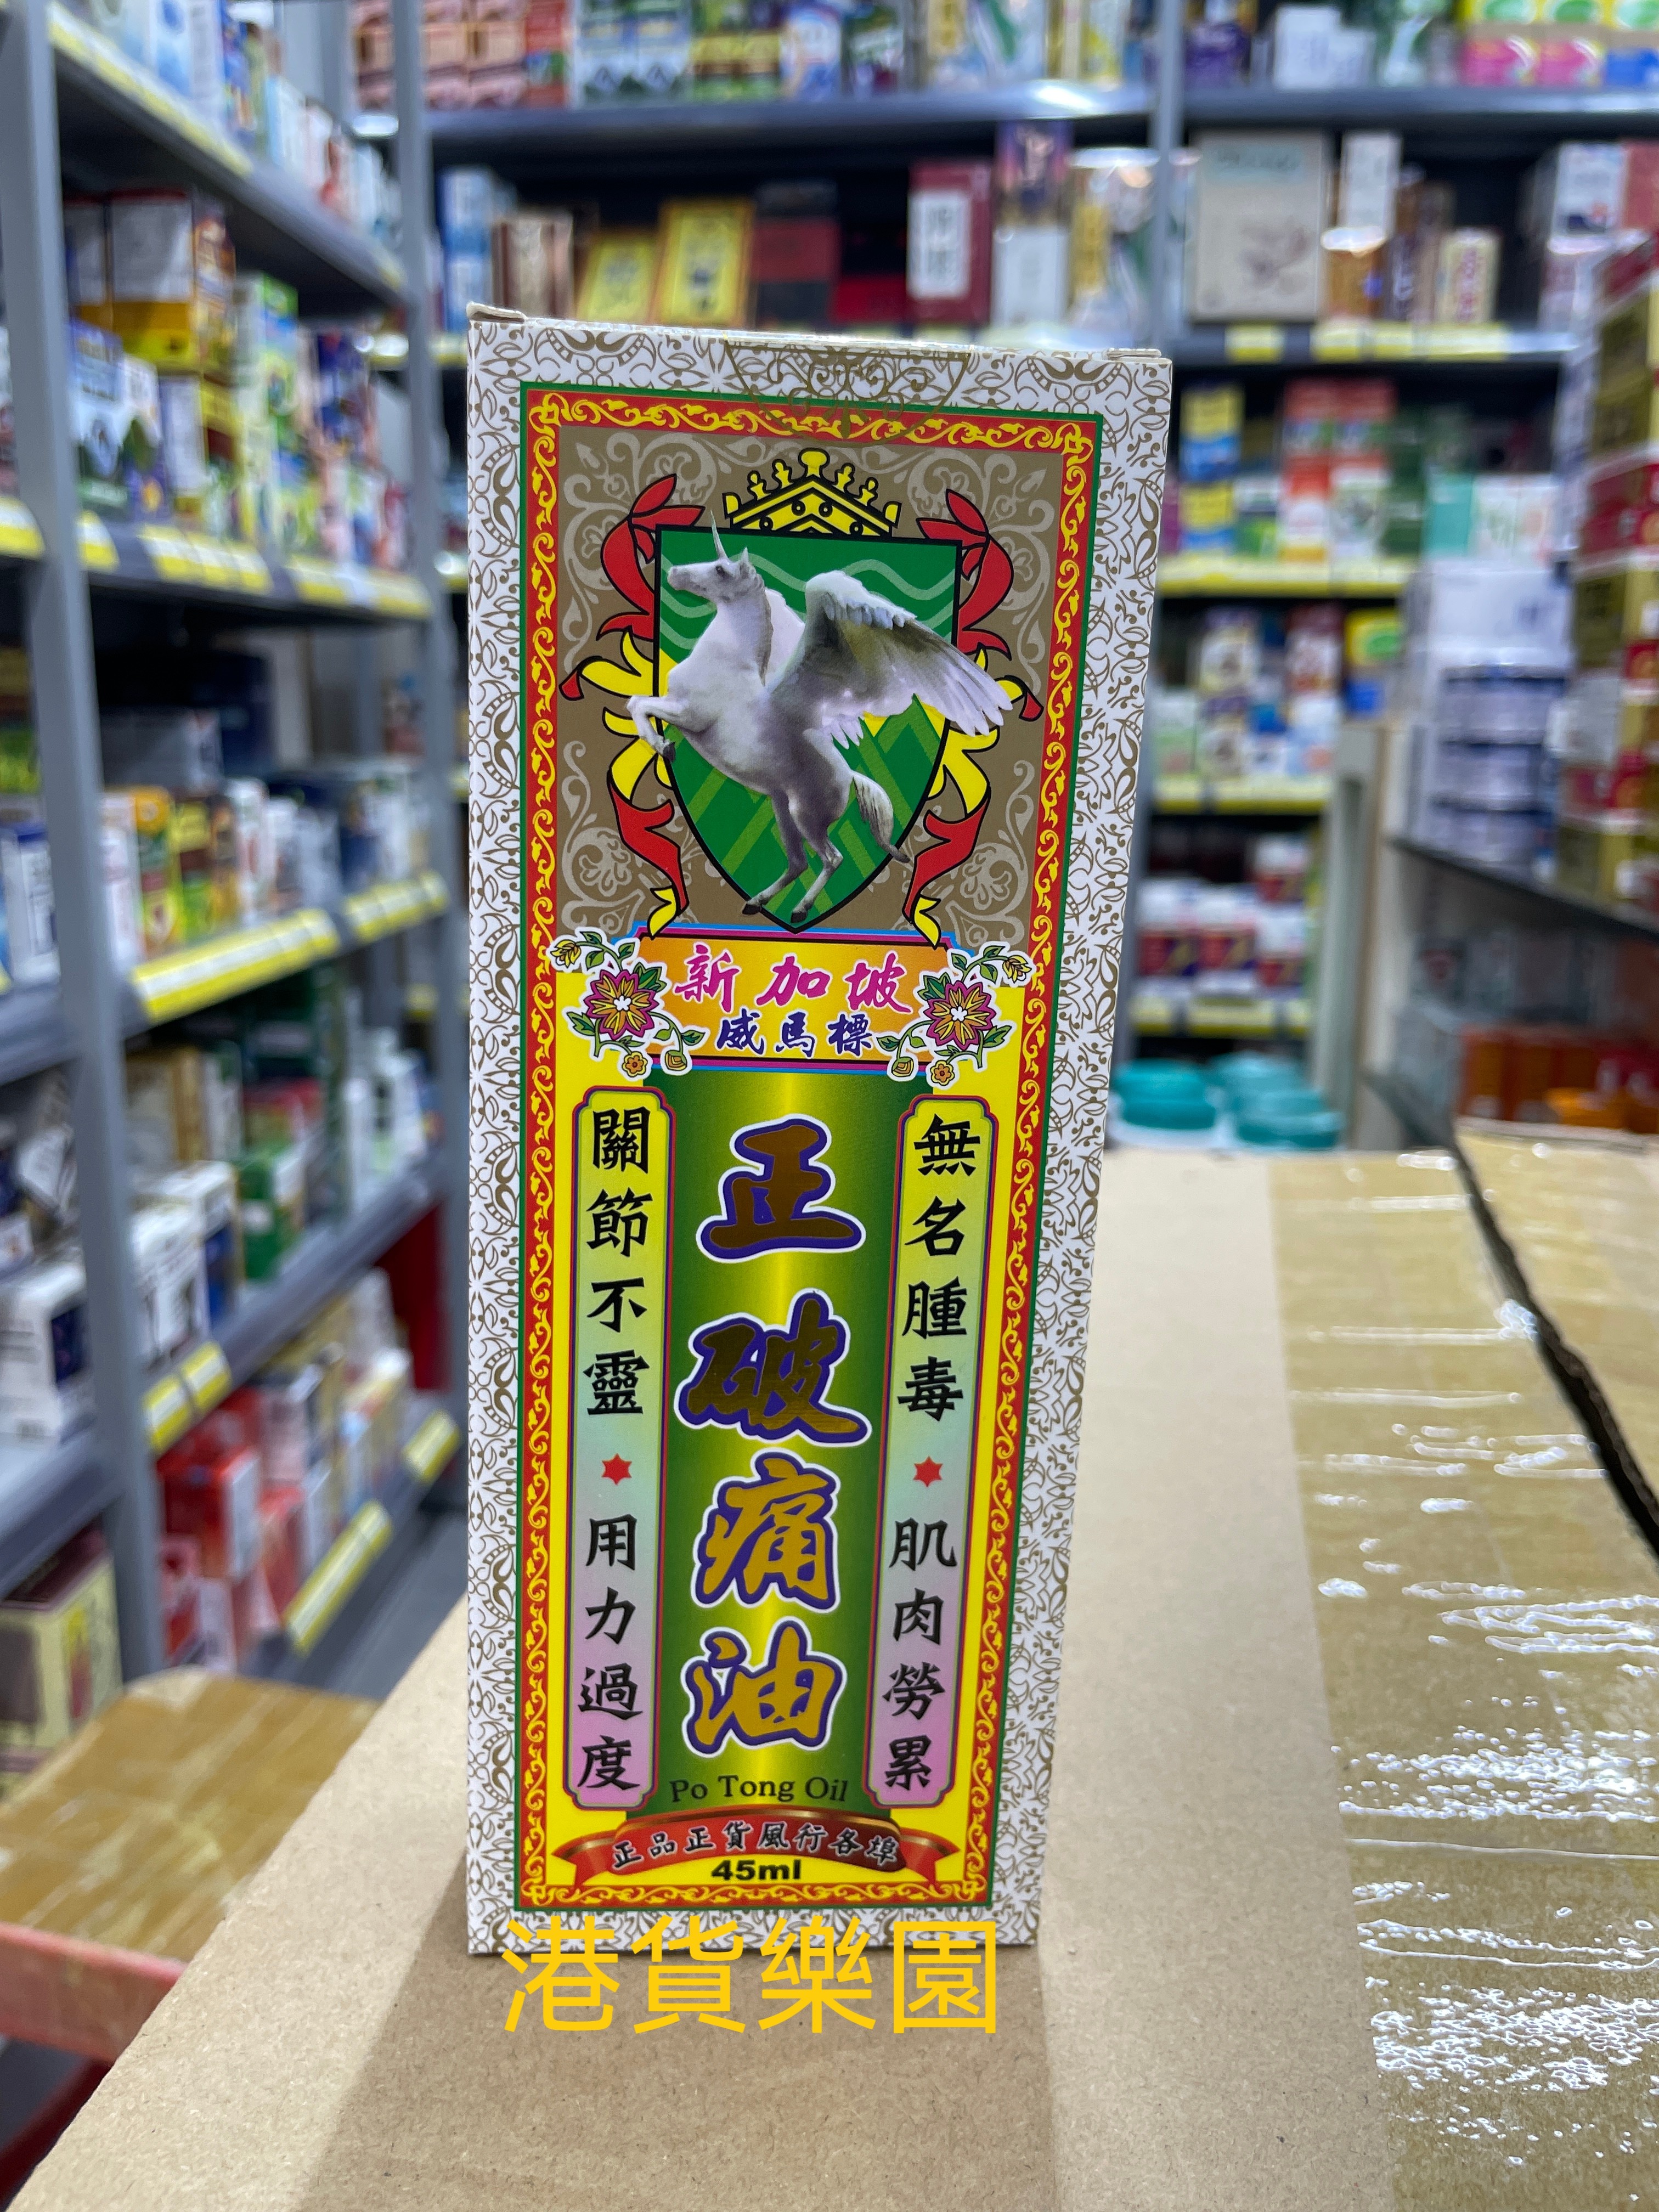 新加坡
威馬標
無名腫毒★肌肉勞累
正破痛油
關節不靈★用力過度
Po Tong Oil
正品正貨風行各埠
45ml
港貨樂園